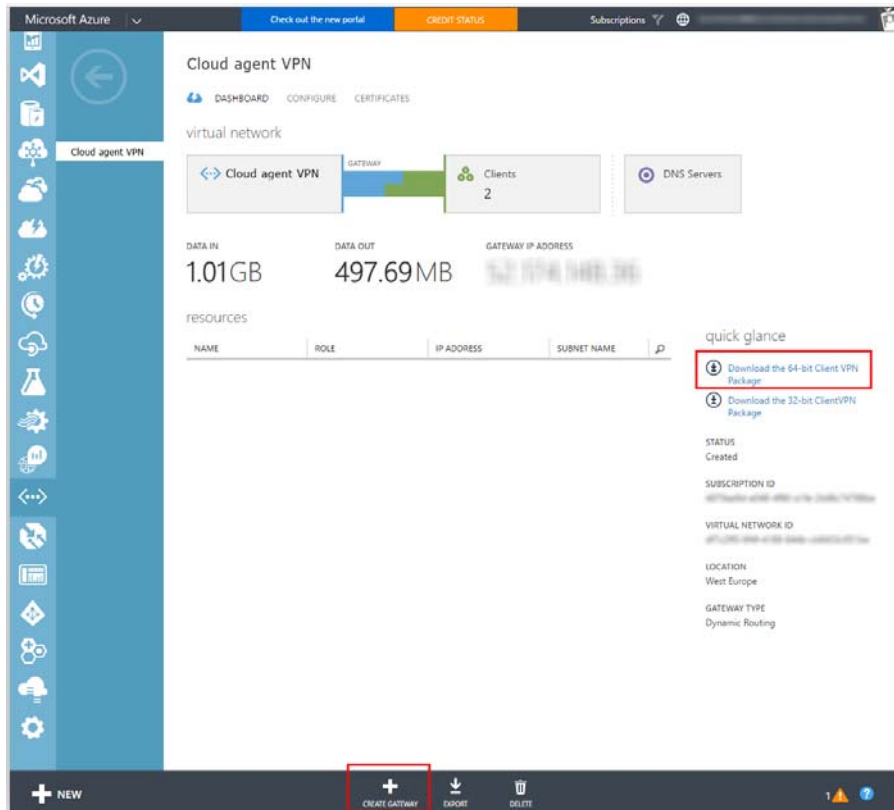 Microsoft Azure
Check out the new portal
CREDIT STATUS
Subscriptions
Cloud agent VPN
Cloud agent VPN
DASHBOARD CONFIGURE CERTIFICATES
virtual network
Cloud agent VPN
GATEWAY
Clients
2
DNS Servers
DATA IN DATA OUT GATEWAY IP ADDRESS
1.01GB 497.69MB
resources
NAME ROLE IP ADDRESS SUBNET NAME
quick glance
Download the 64-bit Client VPN
Package
Download the 32-bit ClientVPN
Package
STATUS
Created
SUBSCRIPTION ID
VIRTUAL NETWORK ID
LOCATION
West Europe
GATEWAY TYPE
Dynamic Routing
NEW
CREATE GATEWAY EXPORT DELETE
1